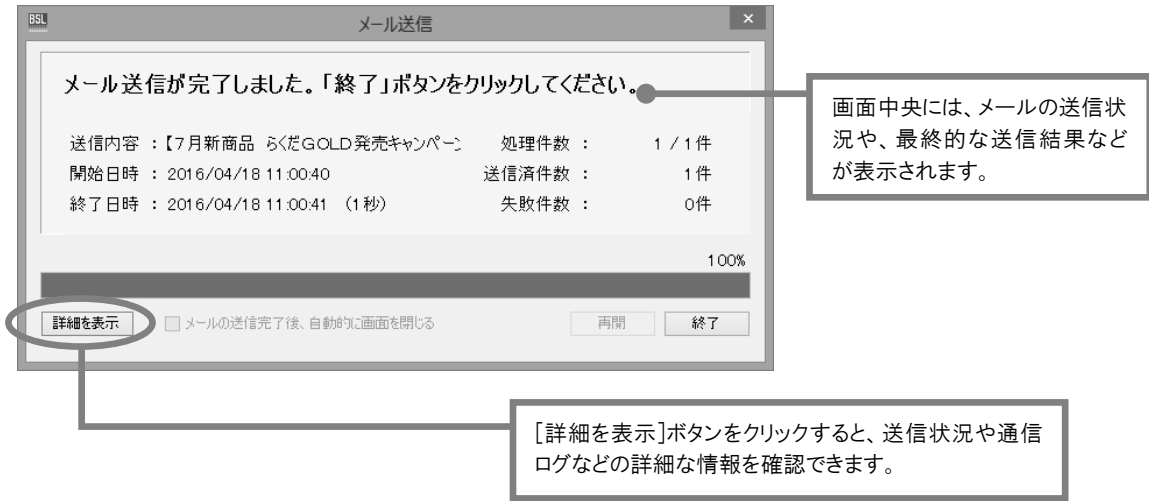 BSL
メール送信
×
メール送信が完了しました。「終了」ボタンをクリックしてください。
送信内容 :【7月新商品 らくだGOLD発売キャンペーン 処理件数 : 1 / 1件
開始日時 : 2016/04/18 11:00:40 送信済件数 : 1件
終了日時 : 2016/04/18 11:00:41 (1秒) 失敗件数 : 0件
100%
詳細を表示 メールの送信完了後、自動的に画面を閉じる 再開 終了
画面中央には、メールの送信状
況や、最終的な送信結果など
が表示されます。
[詳細を表示]ボタンをクリックすると、送信状況や通信
ログなどの詳細な情報を確認できます。